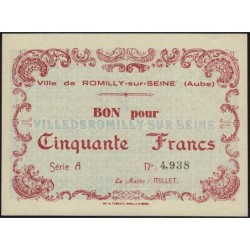 Ville de ROMILLY-sur-SEINE (Aube)
BON pour
VILLE DE ROMILLY SUR SEINE
Cinquante Francs
Série A N° 4.938
Le Maire : MILLET.